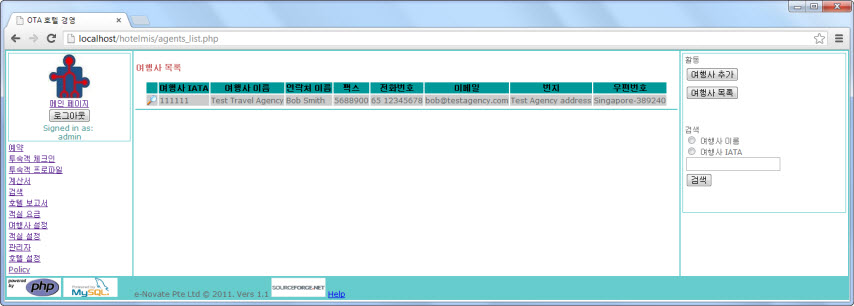 OTA 호텔 경영
localhost/hotelmis/agents_list.php
메인 페이지
로그아웃
Signed in as:
admin
예약
투숙객 체크인
투숙객 프로파일
계산서
검색
호텔 보고서
객실 요금
여행사 설정
객실 설정
관리자
호텔 설정
Policy
여행사 목록
여행사 IATA 여행사 이름 연락처 이름 팩스 전화번호 이메일 번지 우편번호
111111 Test Travel Agency Bob Smith 5688900 65 12345678 bob@testagency.com Test Agency address Singapore-389240
활동
여행사 추가
여행사 목록
검색
여행사 이름
여행사 IATA
검색
powered by php
Powered by MySQL
e-Novate Pte Ltd © 2011. Vers 1.1 SOURCEFORGE.NET Help